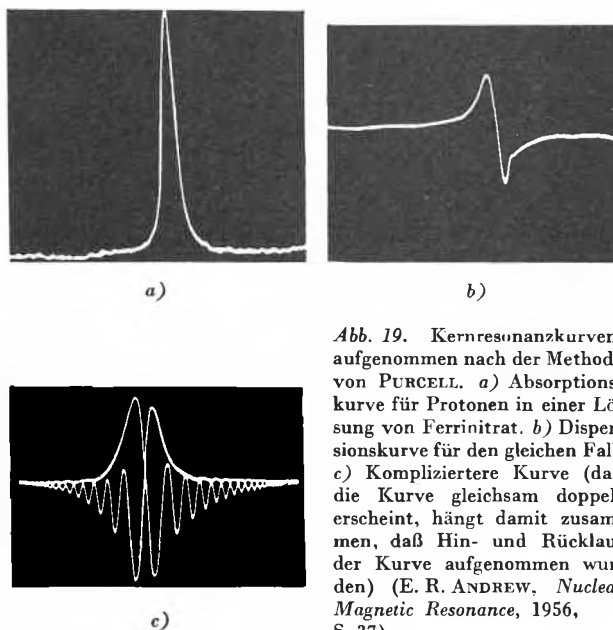 a)
b)
Abb. 19. Kernresonanzkurven
aufgenommen nach der Method
von PURCELL. a) Absorptions
kurve für Protonen in einer Lö
sung von Ferrinitrat. b) Disper
sionskurve für den gleichen Fall
c) Kompliziertere Kurve (da
die Kurve gleichsam doppel
erscheint, hängt damit zusam
men, daß Hin- und Rücklau
der Kurve aufgenommen wur
den) (E. R. ANDREW, Nuclea
Magnetic Resonance, 1956,
c)